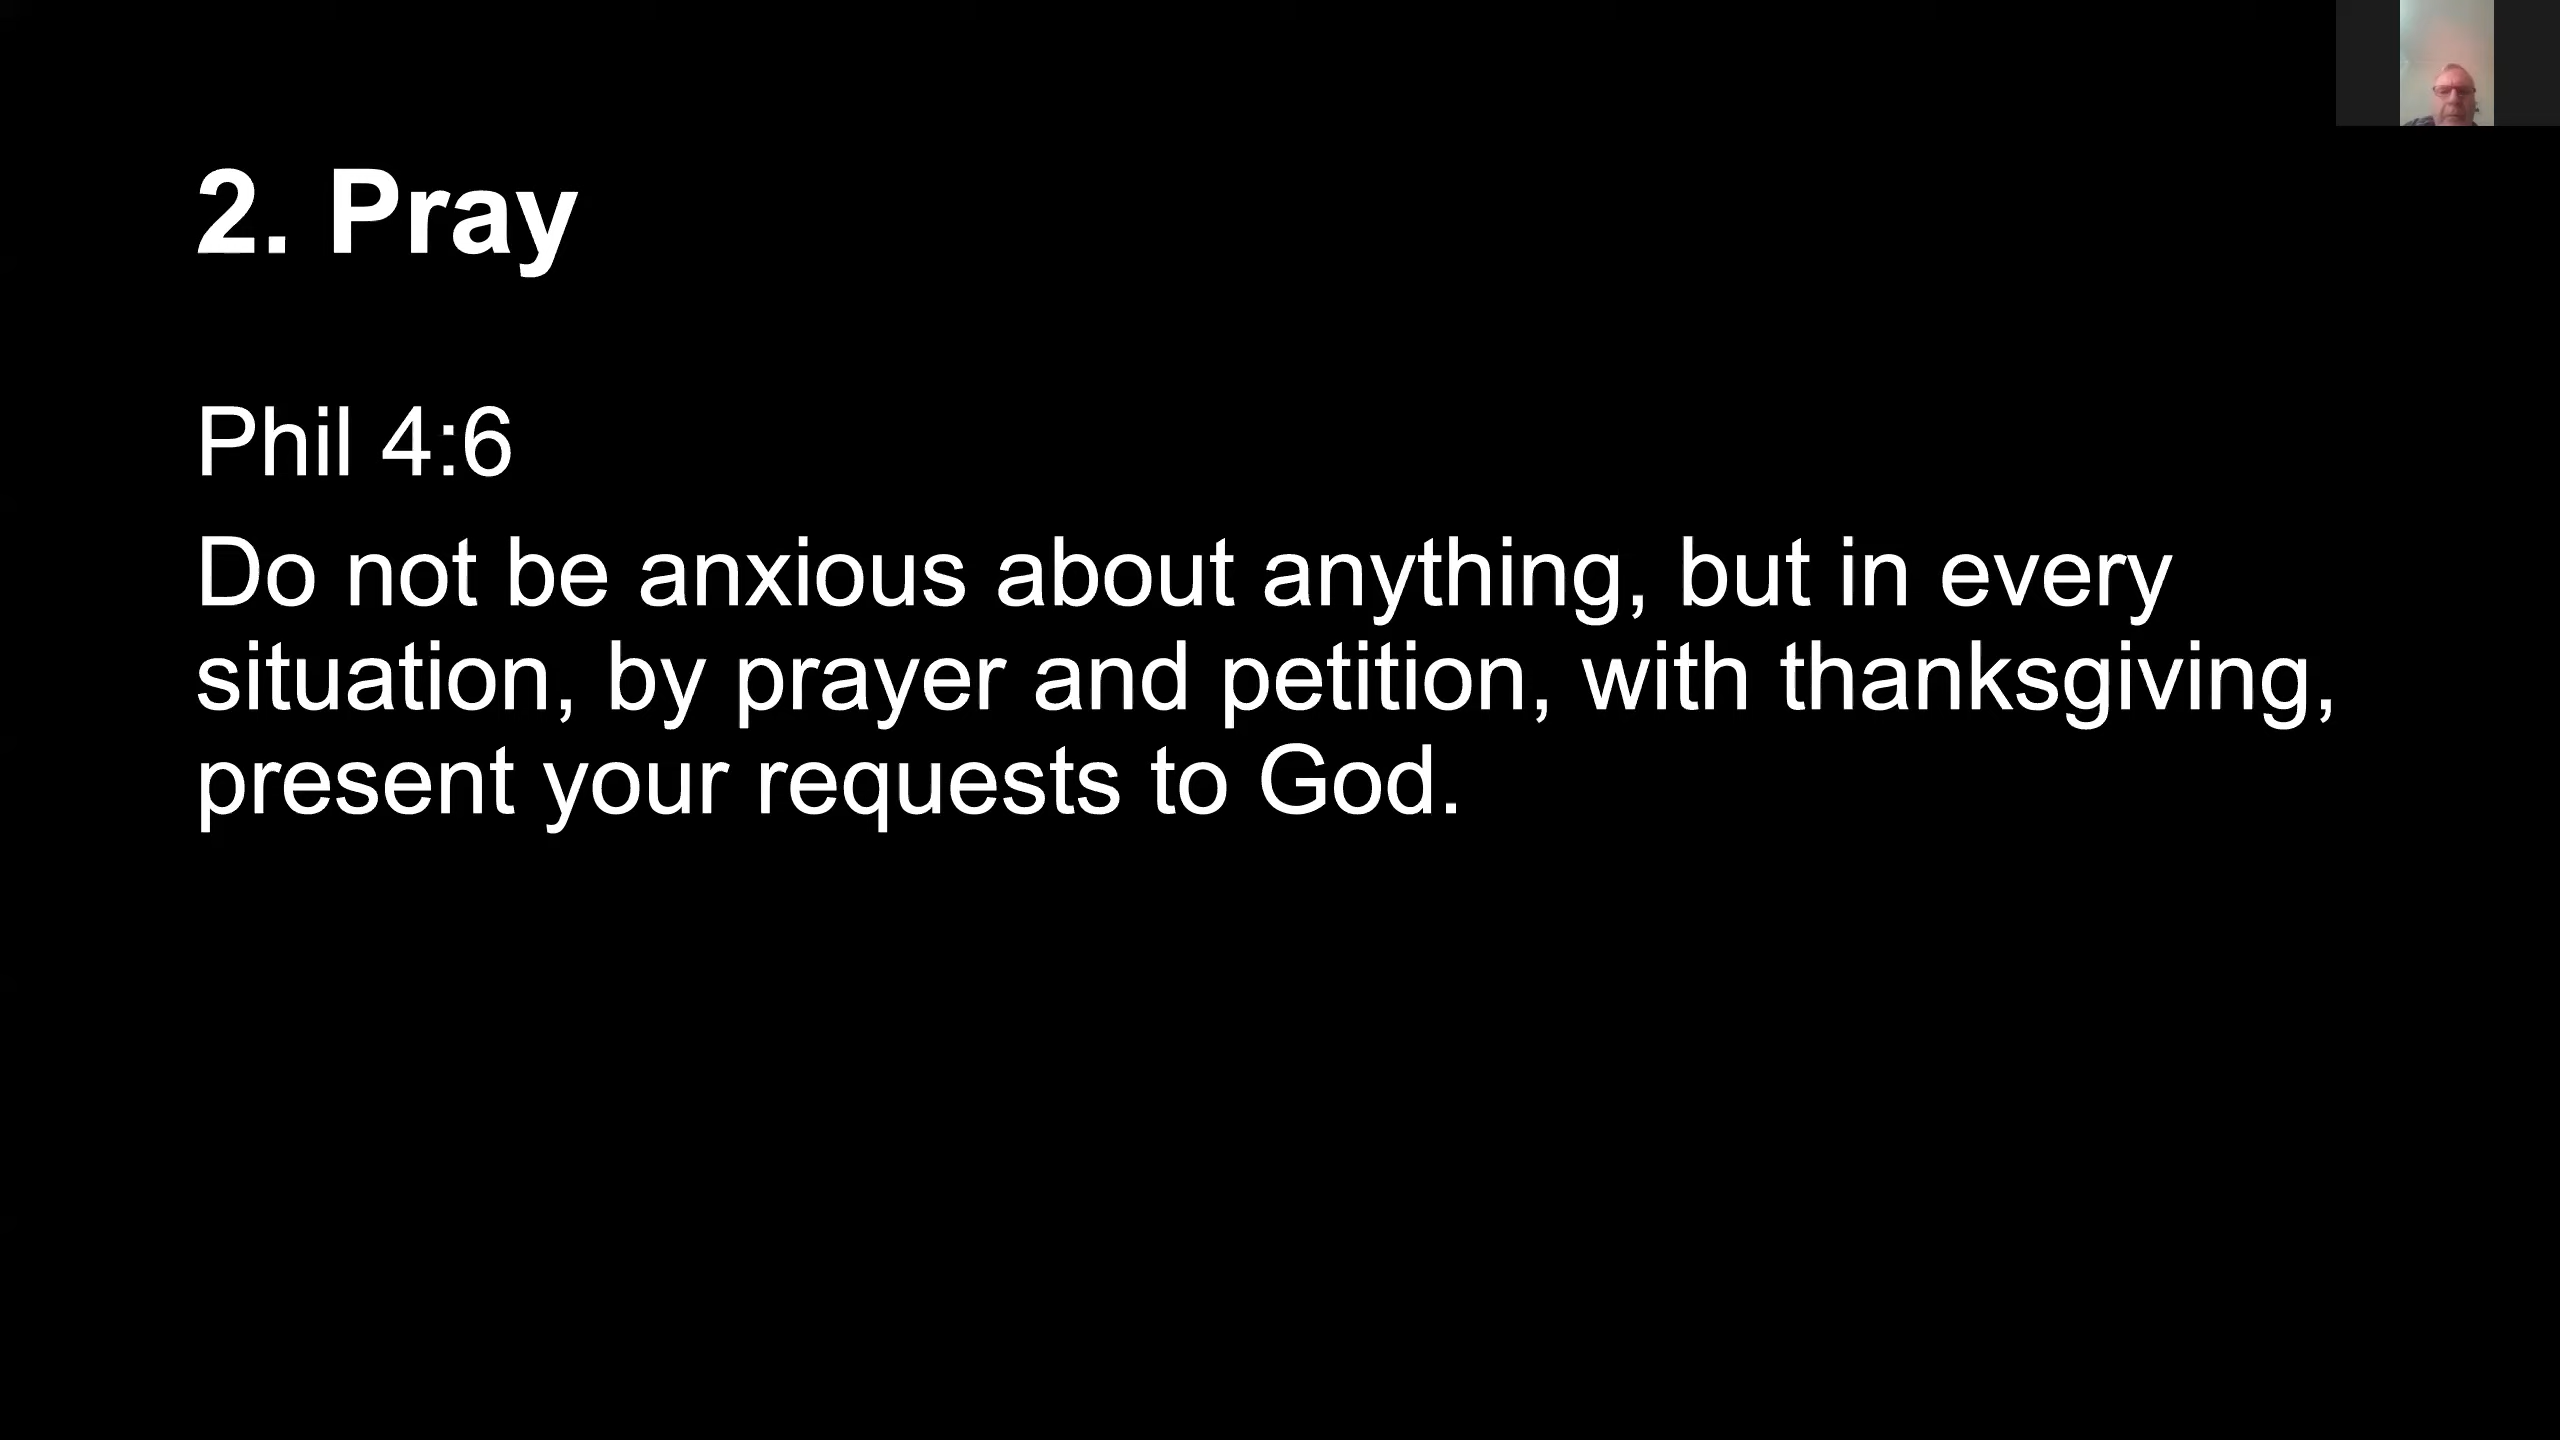 2. Pray
Phil 4:6
Do not be anxious about anything, but in every
situation, by prayer and petition, with thanksgiving,
present your requests to God.